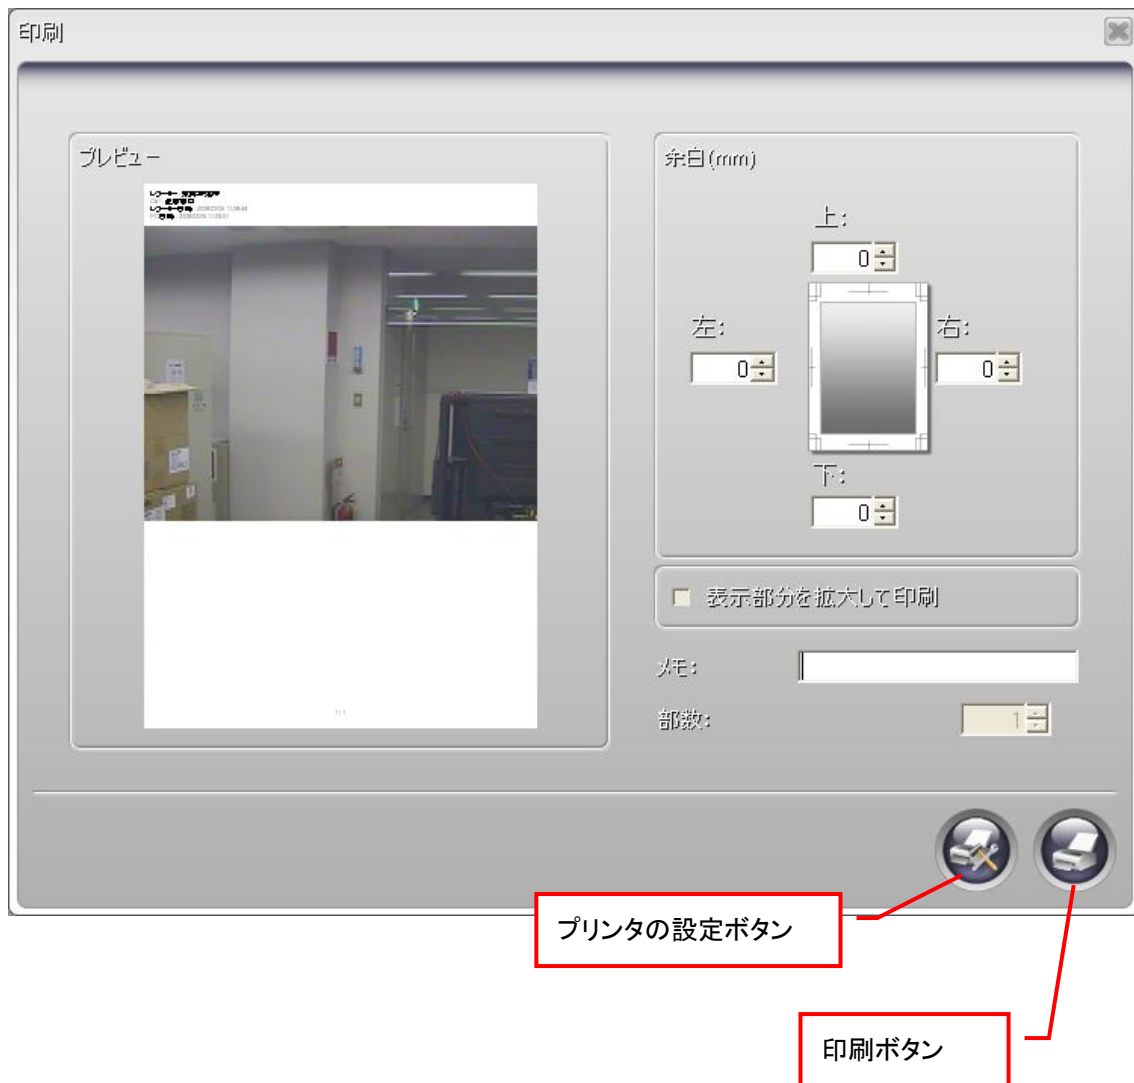 印刷
プレビュー
1 / 1
余白(mm)
上:
0
左:
0
右:
0
下:
0
表示部分を拡大して印刷
メモ:
部数:
1
プリンタの設定ボタン
印刷ボタン